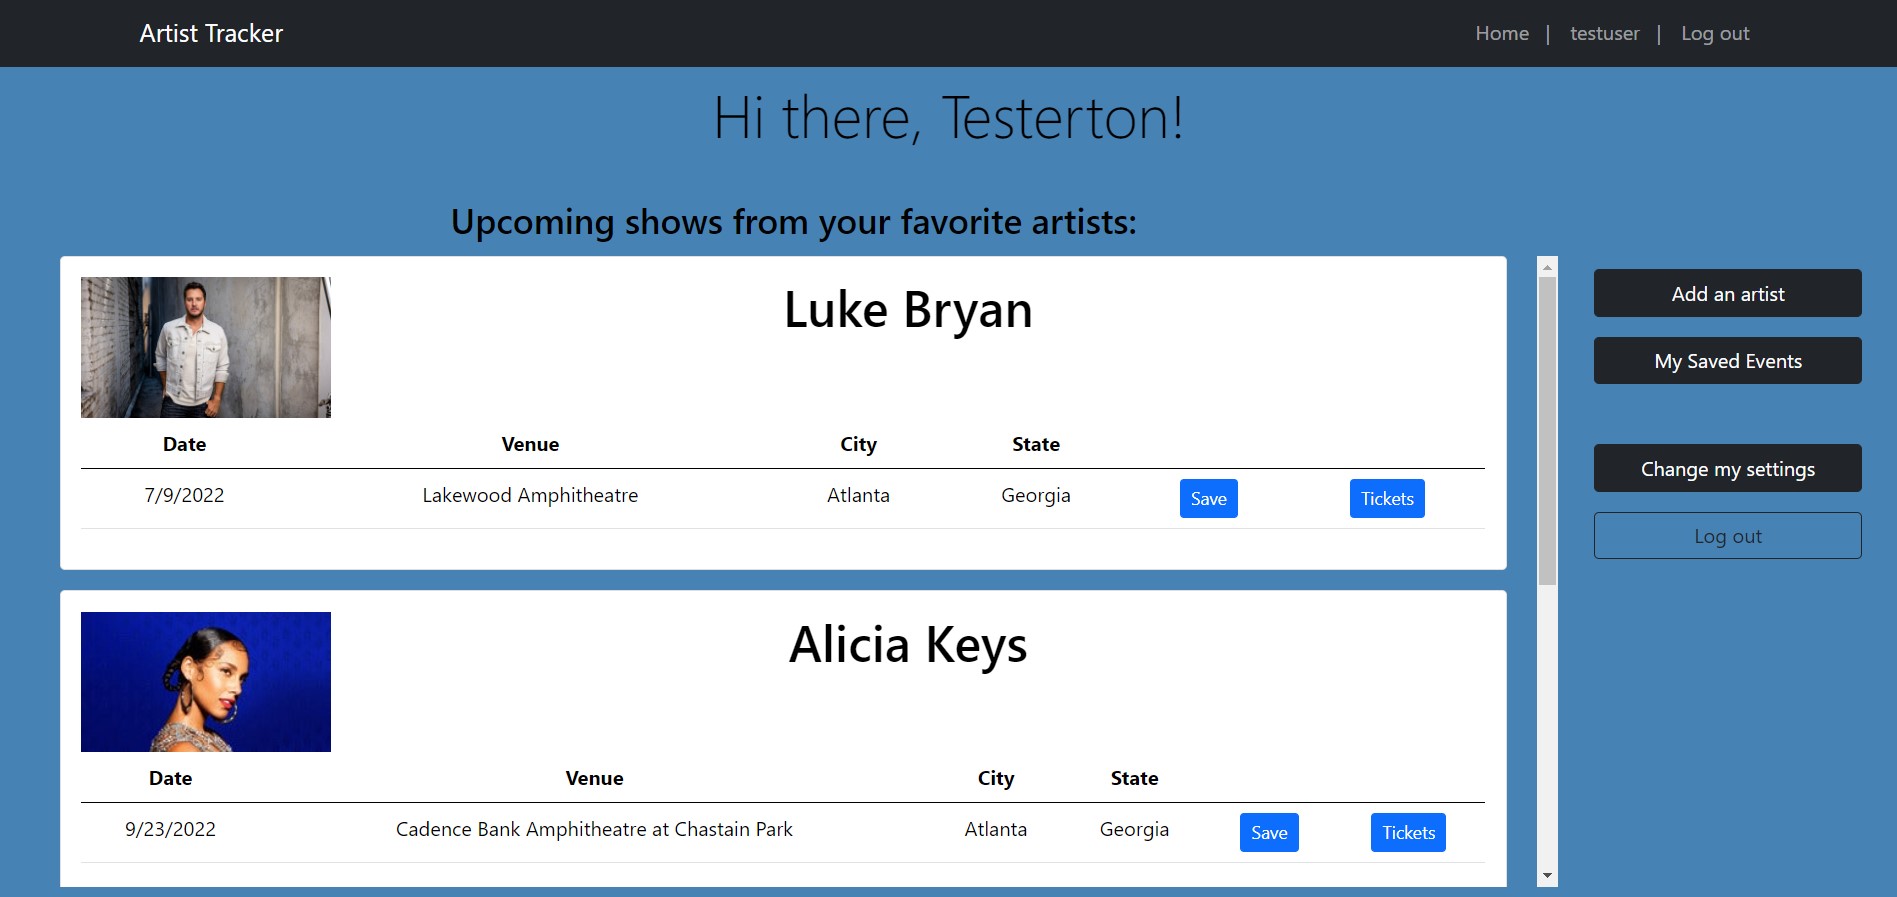 Artist Tracker
Home | testuser | Log out
Hi there, Testerton!
Upcoming shows from your favorite artists:
Luke Bryan
Date Venue City State
7/9/2022 Lakewood Amphitheatre Atlanta Georgia Save Tickets
Alicia Keys
Date Venue City State
9/23/2022 Cadence Bank Amphitheatre at Chastain Park Atlanta Georgia Save Tickets
Add an artist
My Saved Events
Change my settings
Log out